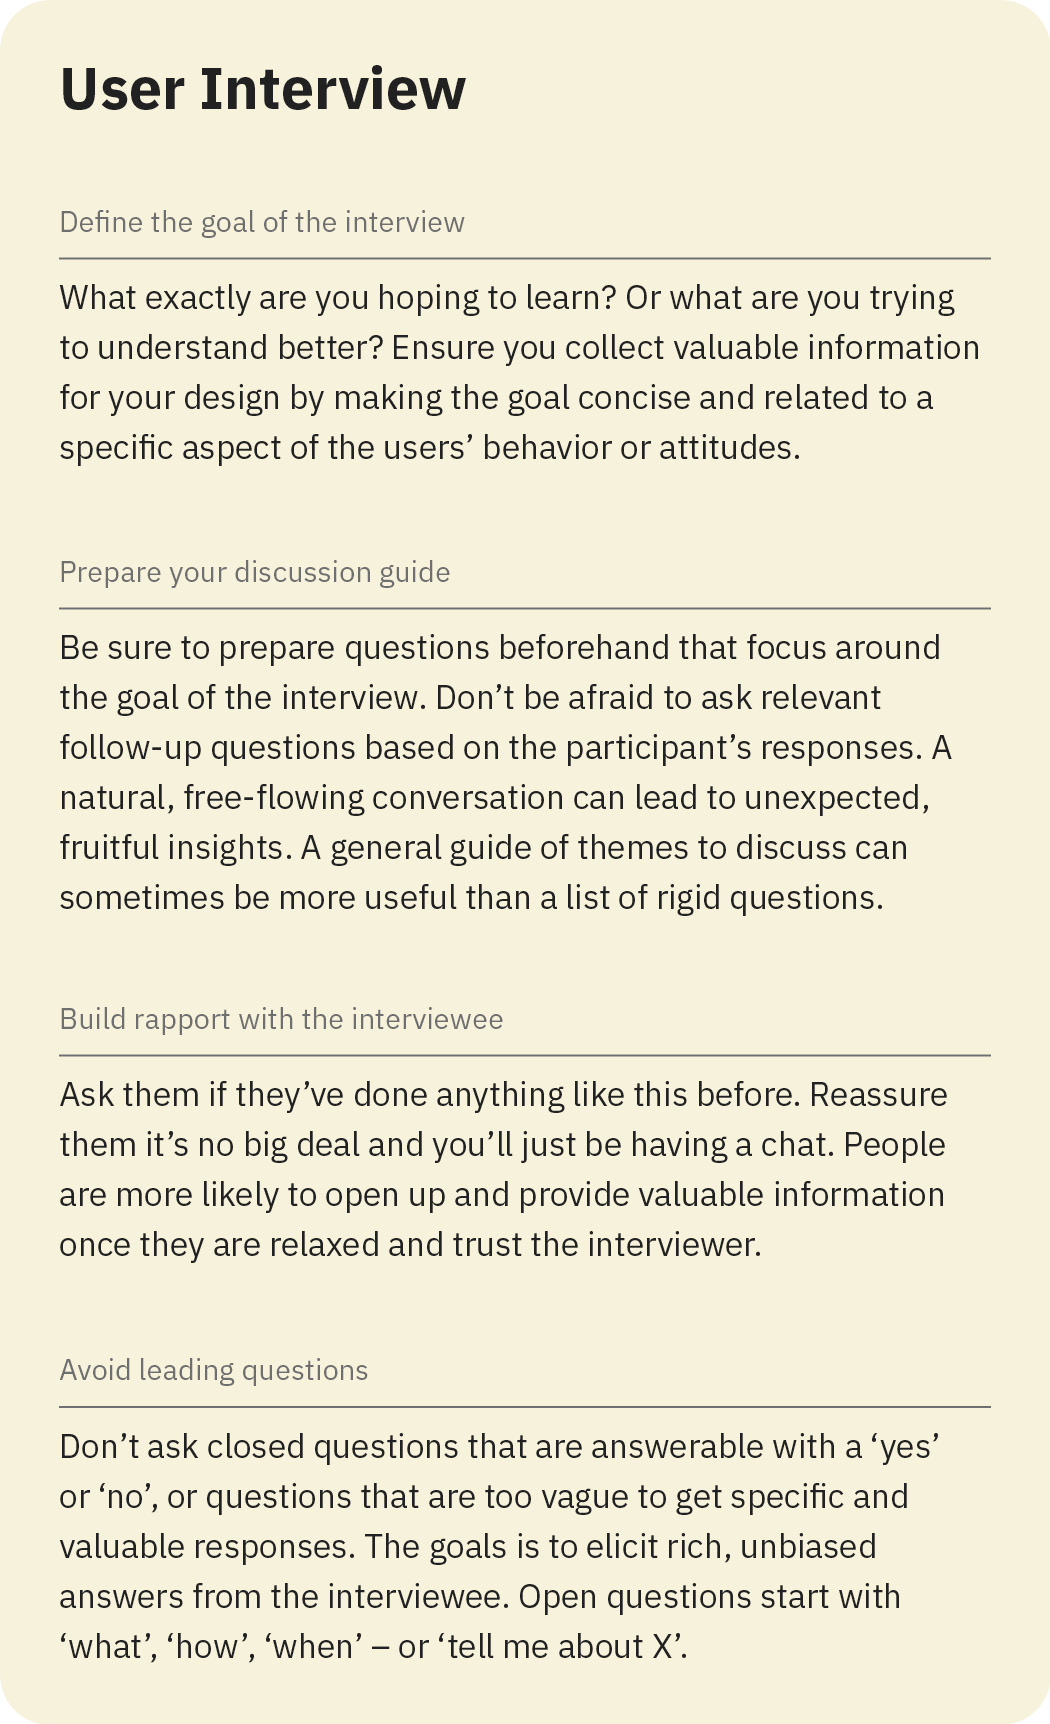 User Interview
Define the goal of the interview
What exactly are you hoping to learn? Or what are you trying
to understand better? Ensure you collect valuable information
for your design by making the goal concise and related to a
specific aspect of the users’ behavior or attitudes.
Prepare your discussion guide
Be sure to prepare questions beforehand that focus around
the goal of the interview. Don’t be afraid to ask relevant
follow-up questions based on the participant’s responses. A
natural, free-flowing conversation can lead to unexpected,
fruitful insights. A general guide of themes to discuss can
sometimes be more useful than a list of rigid questions.
Build rapport with the interviewee
Ask them if they’ve done anything like this before. Reassure
them it’s no big deal and you’ll just be having a chat. People
are more likely to open up and provide valuable information
once they are relaxed and trust the interviewer.
Avoid leading questions
Don’t ask closed questions that are answerable with a ‘yes’
or ‘no’, or questions that are too vague to get specific and
valuable responses. The goals is to elicit rich, unbiased
answers from the interviewee. Open questions start with
‘what’, ‘how’, ‘when’ – or ‘tell me about X’.